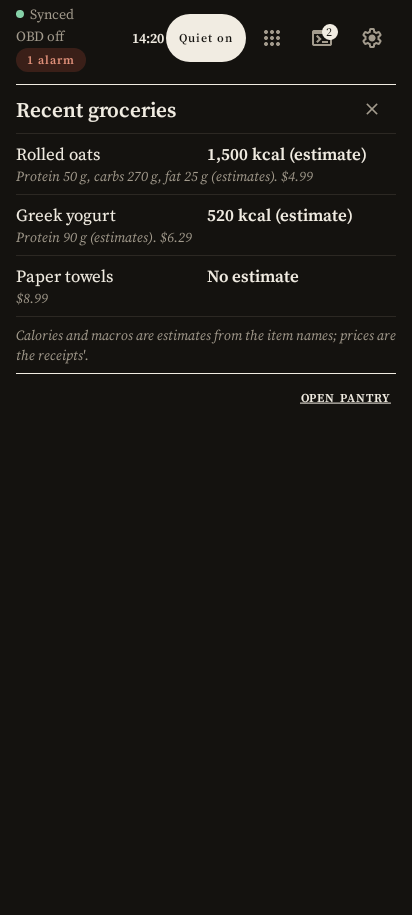 Synced
OBD off
1 alarm
14:20
Quiet on
2
Recent groceries
Rolled oats 1,500 kcal (estimate)
Protein 50 g, carbs 270 g, fat 25 g (estimates). $4.99
Greek yogurt 520 kcal (estimate)
Protein 90 g (estimates). $6.29
Paper towels No estimate
$8.99
Calories and macros are estimates from the item names; prices are
the receipts'.
OPEN PANTRY